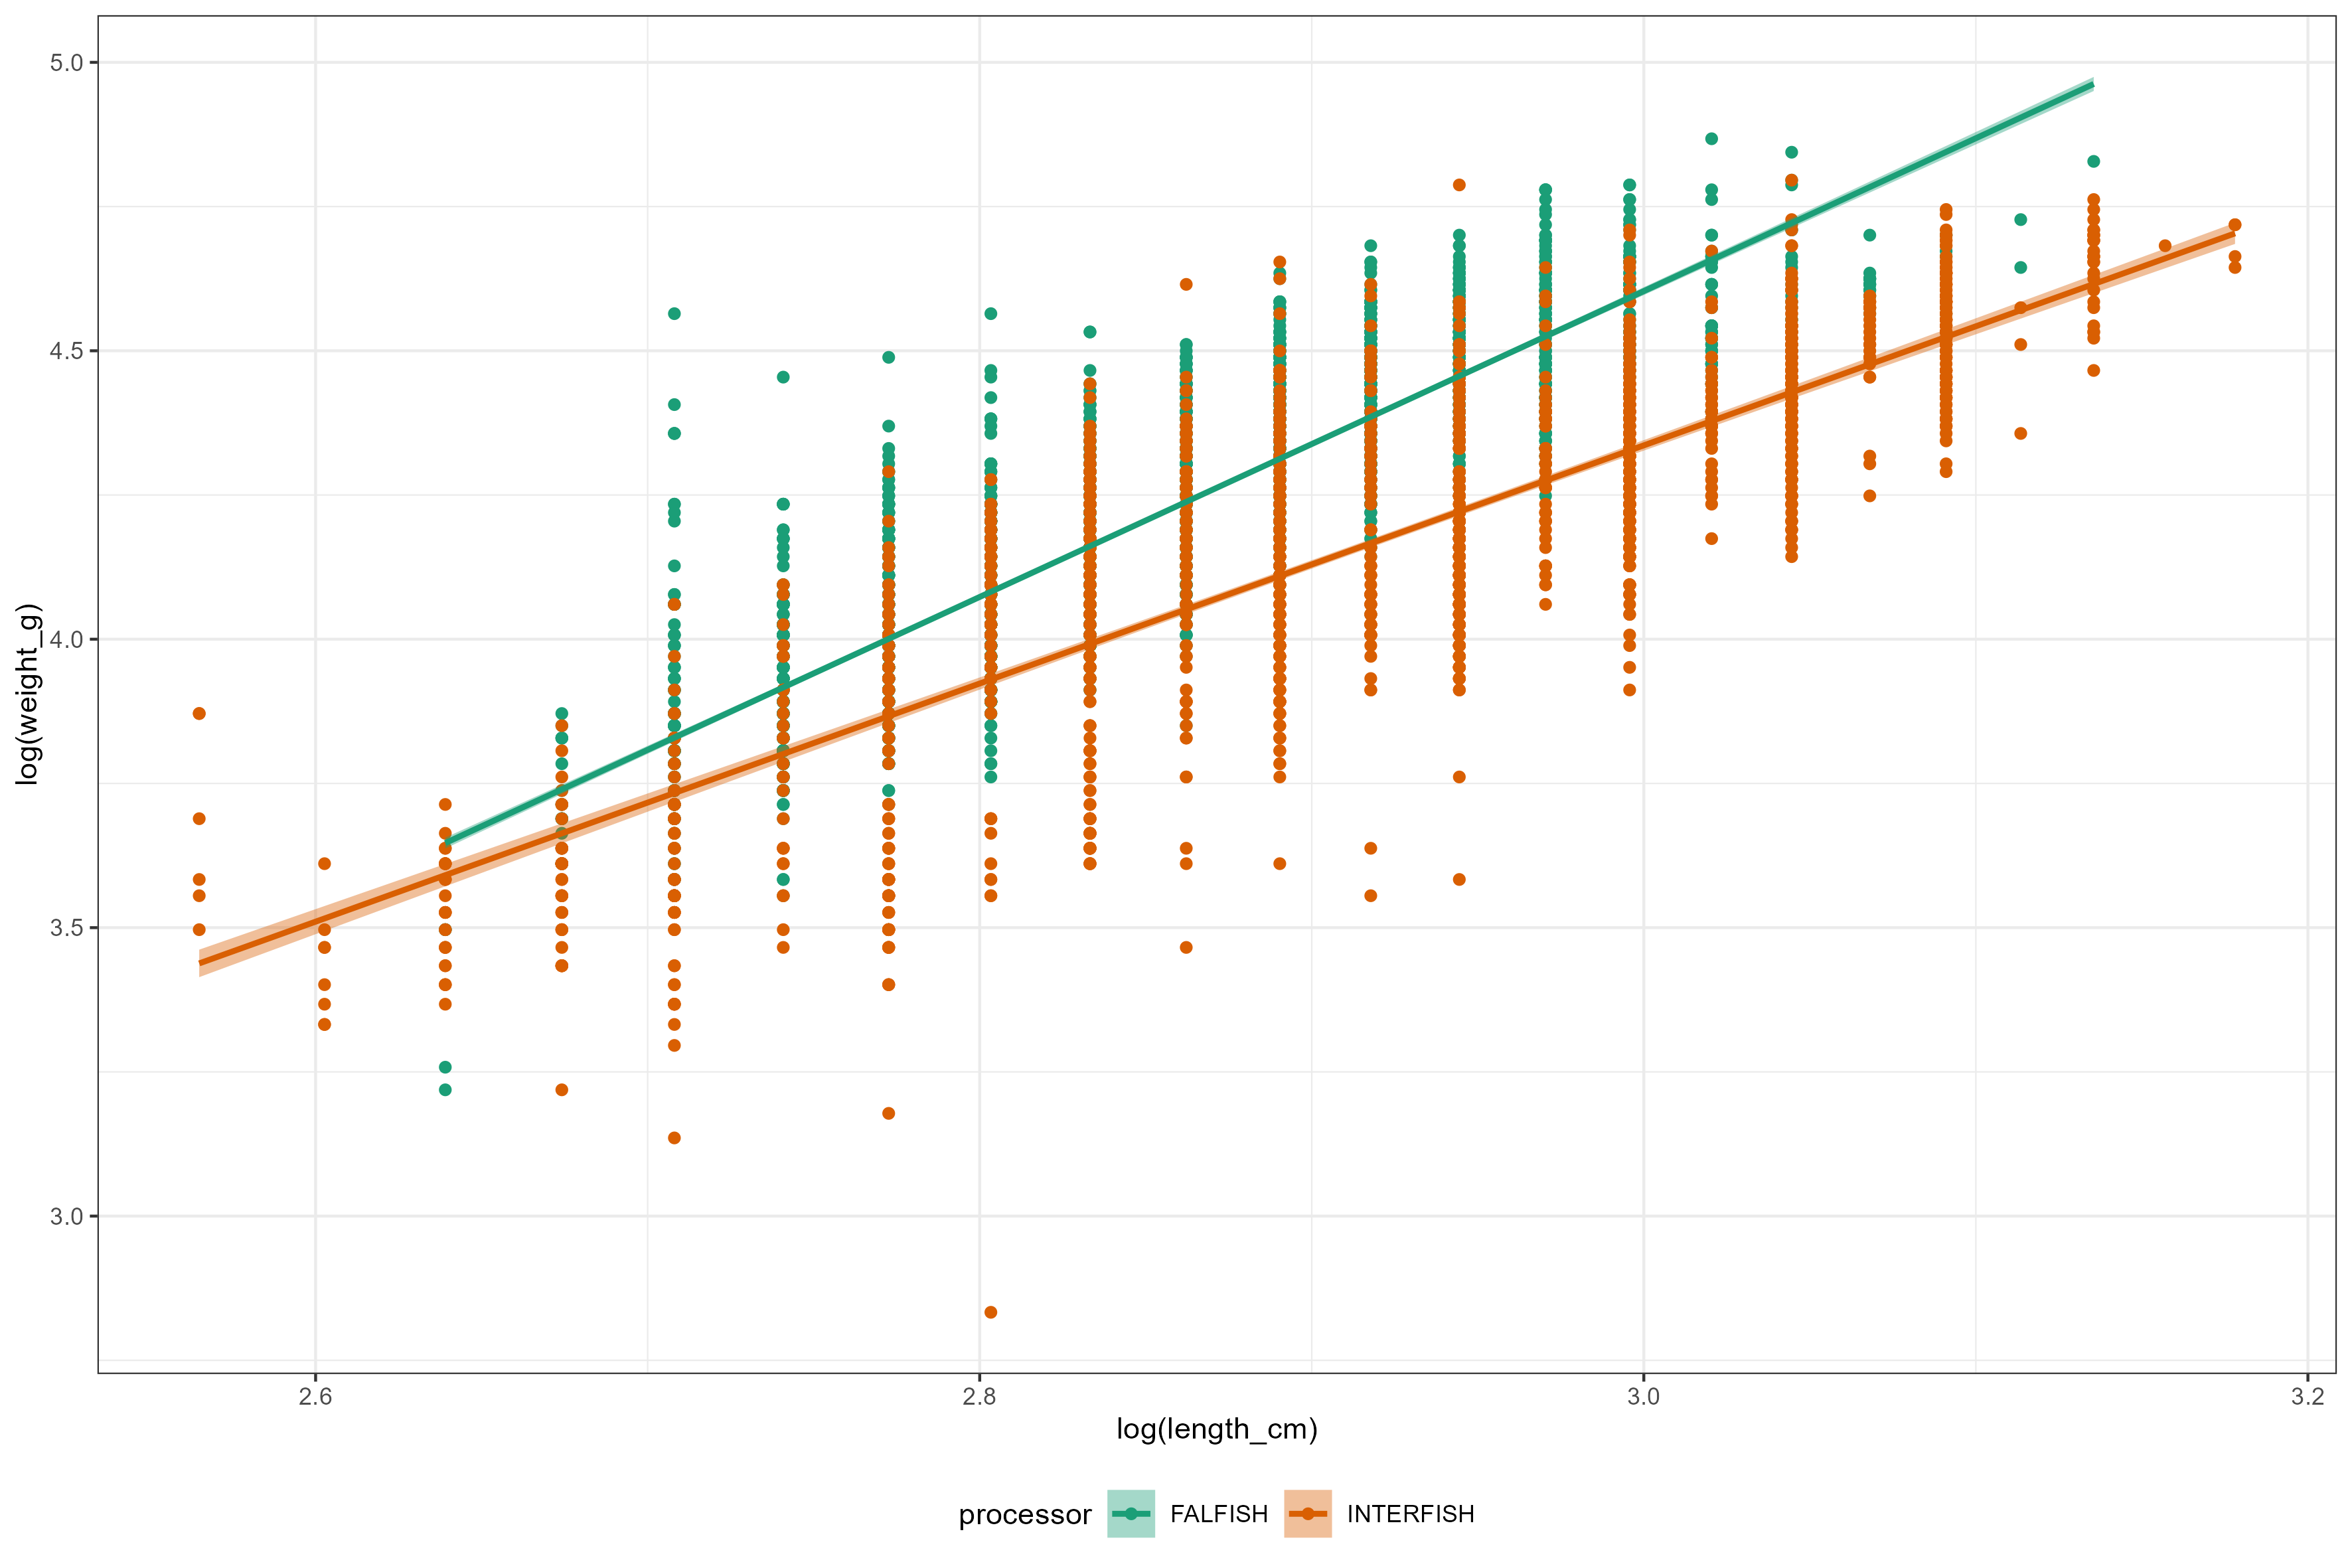 5.0
4.5
4.0
3.5
3.0
log(weight_g)
2.6 2.8 3.0 3.2
log(length_cm)
processor FALFISH INTERFISH